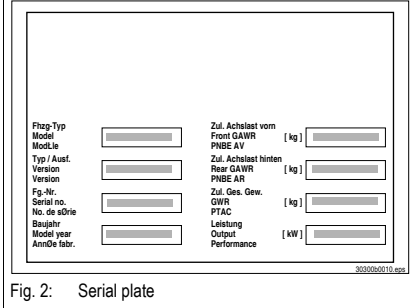 Fhzg-Typ
Model
ModŁle
Typ / Ausf.
Version
Version
Fg.-Nr.
Serial no.
No. de sØrie
Baujahr
Model year
AnnØe fabr.
Zul. Achslast vorn
Front GAWR [ kg ]
PNBE AV
Zul. Achslast hinten
Rear GAWR [ kg ]
PNBE AR
Zul. Ges. Gew.
GWR [ kg ]
PTAC
Leistung
Output [ kW ]
Performance
30300b0010.eps
Fig. 2: Serial plate